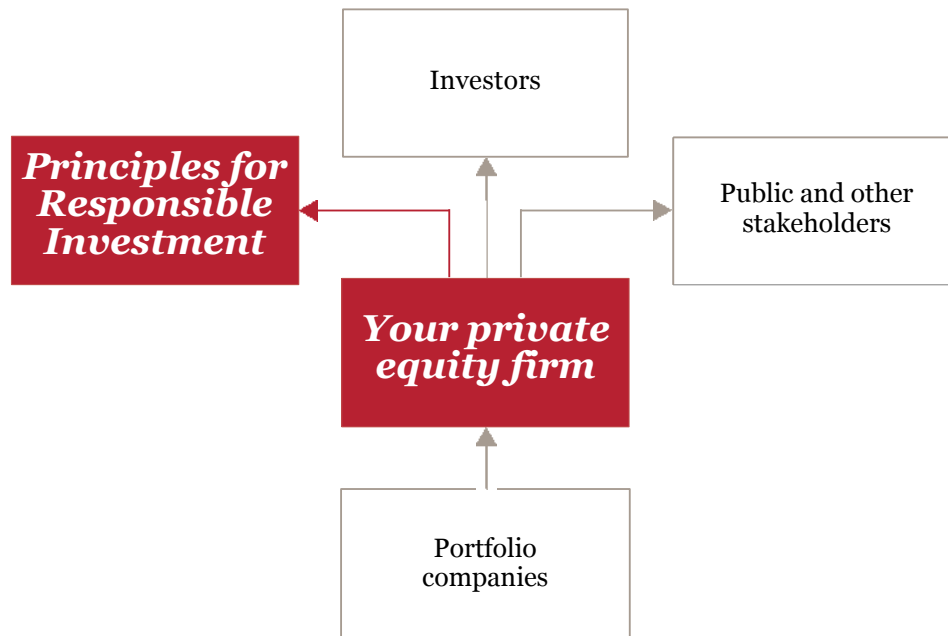 Investors
Principles for
Responsible
Investment
Public and other
stakeholders
Your private
equity firm
Portfolio
companies